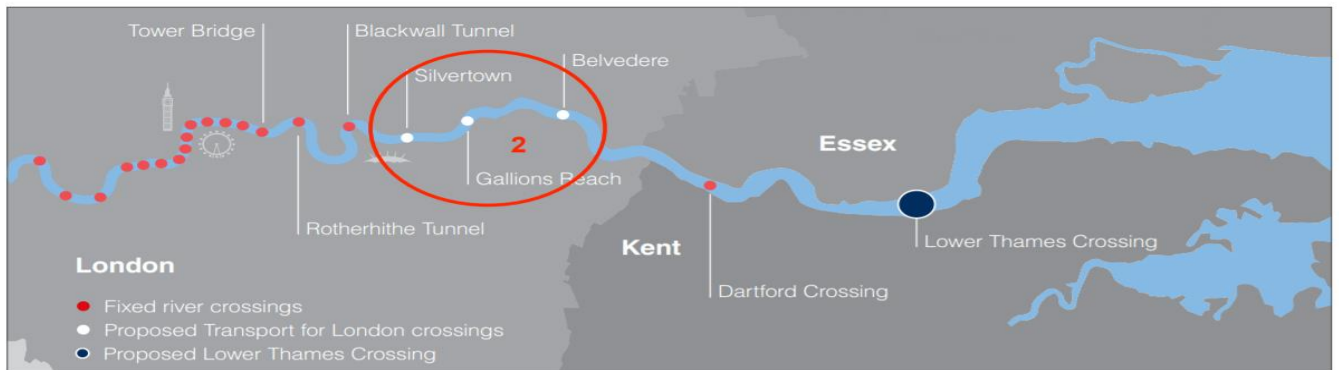 Tower Bridge
Blackwall Tunnel
Silvertown
Belvedere
2
Gallions Reach
Essex
Rotherhithe Tunnel
Kent
Lower Thames Crossing
London
Dartford Crossing
Fixed river crossings
Proposed Transport for London crossings
Proposed Lower Thames Crossing